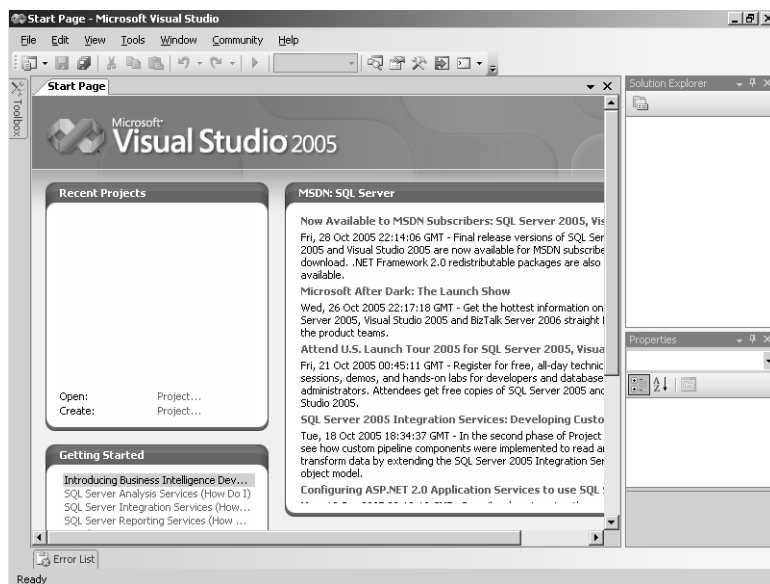 Start Page - Microsoft Visual Studio
File Edit View Tools Window Community Help
Toolbox
Start Page
Solution Explorer
Microsoft
Visual Studio 2005
Recent Projects
Open: Project...
Create: Project...
Getting Started
Introducing Business Intelligence Dev...
SQL Server Analysis Services (How Do I)
SQL Server Integration Services (How...
SQL Server Reporting Services (How ...
MSDN: SQL Server
Now Available to MSDN Subscribers: SQL Server 2005, Vis
Fri, 28 Oct 2005 22:14:06 GMT - Final release versions of SQL Ser
2005 and Visual Studio 2005 are now available for MSDN subscribe
download. .NET Framework 2.0 redistributable packages are also
available.
Microsoft After Dark: The Launch Show
Wed, 26 Oct 2005 22:17:18 GMT - Get the hottest information on
Server 2005, Visual Studio 2005 and BizTalk Server 2006 straight
the product teams.
Attend U.S. Launch Tour 2005 for SQL Server 2005, Visua
Fri, 21 Oct 2005 00:45:11 GMT - Register for free, all-day technic
sessions, demos, and hands-on labs for developers and database
administrators. Attendees get free copies of SQL Server 2005 and
Studio 2005.
SQL Server 2005 Integration Services: Developing Custo
Tue, 18 Oct 2005 18:34:37 GMT - In the second phase of Project
see how custom pipeline components were implemented to read ar
transform data by extending the SQL Server 2005 Integration Ser
object model.
Configuring ASP.NET 2.0 Application Services to use SQL
Properties
Error List
Ready